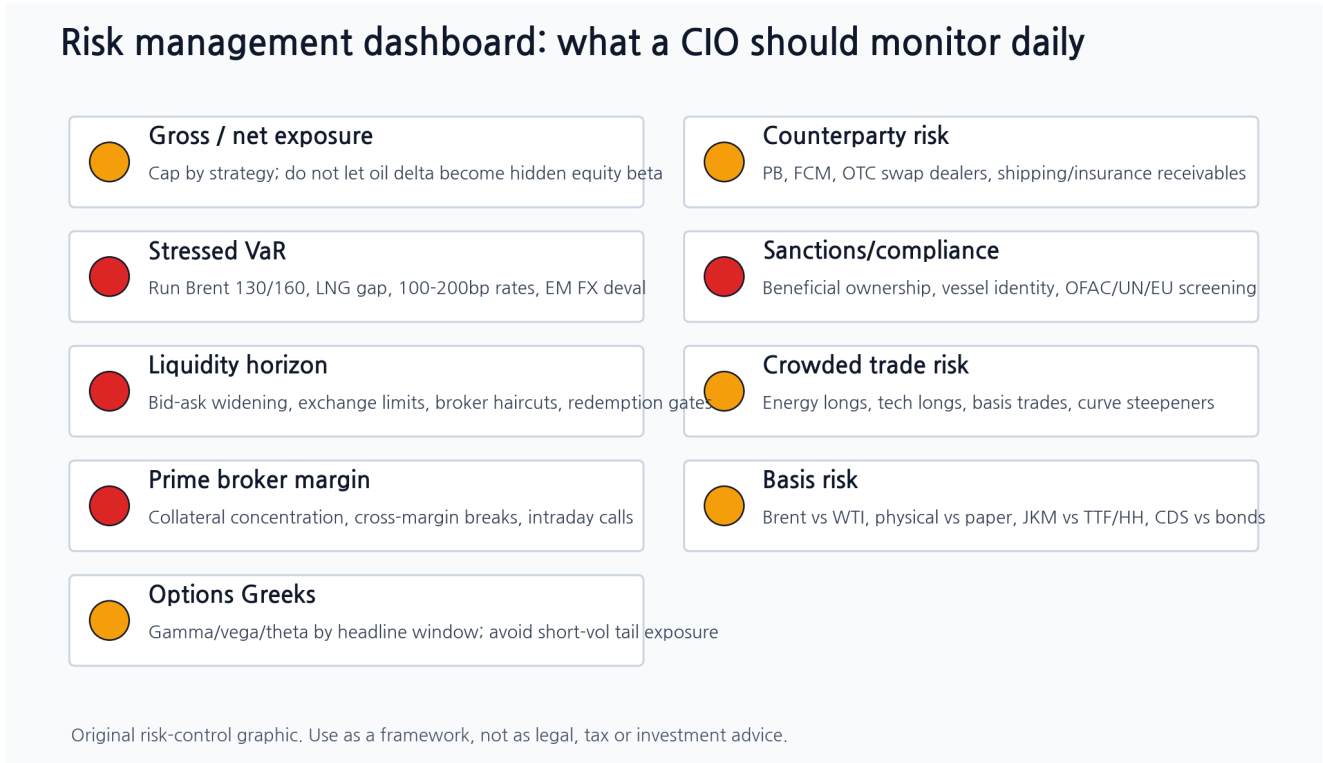 Risk management dashboard: what a CIO should monitor daily
Gross / net exposure
Cap by strategy; do not let oil delta become hidden equity beta
Stressed VaR
Run Brent 130/160, LNG gap, 100-200bp rates, EM FX deval
Liquidity horizon
Bid-ask widening, exchange limits, broker haircuts, redemption gates
Prime broker margin
Collateral concentration, cross-margin breaks, intraday calls
Options Greeks
Gamma/vega/theta by headline window; avoid short-vol tail exposure
Counterparty risk
PB, FCM, OTC swap dealers, shipping/insurance receivables
Sanctions/compliance
Beneficial ownership, vessel identity, OFAC/UN/EU screening
Crowded trade risk
Energy longs, tech longs, basis trades, curve steepeners
Basis risk
Brent vs WTI, physical vs paper, JKM vs TTF/HH, CDS vs bonds
Original risk-control graphic. Use as a framework, not as legal, tax or investment advice.